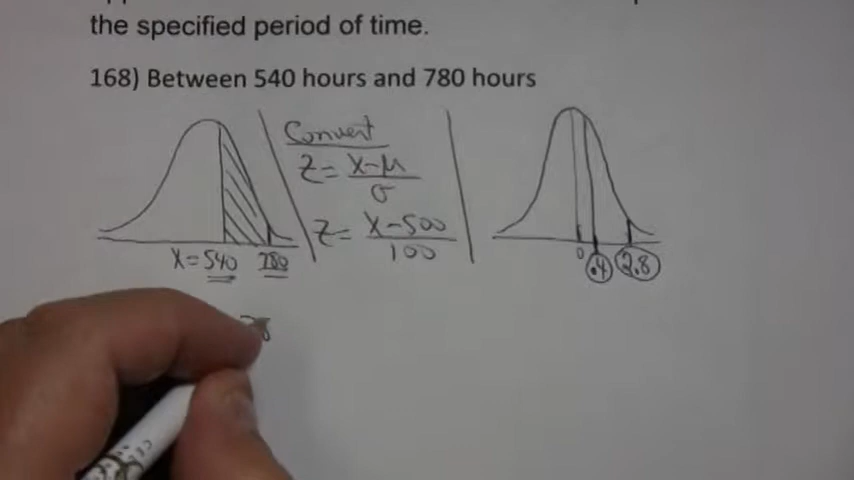 the specified period of time.
168) Between 540 hours and 780 hours
Convert
Z = X-μ / σ
Z = X-500 / 100
X = 540 780
0 .4 2.8